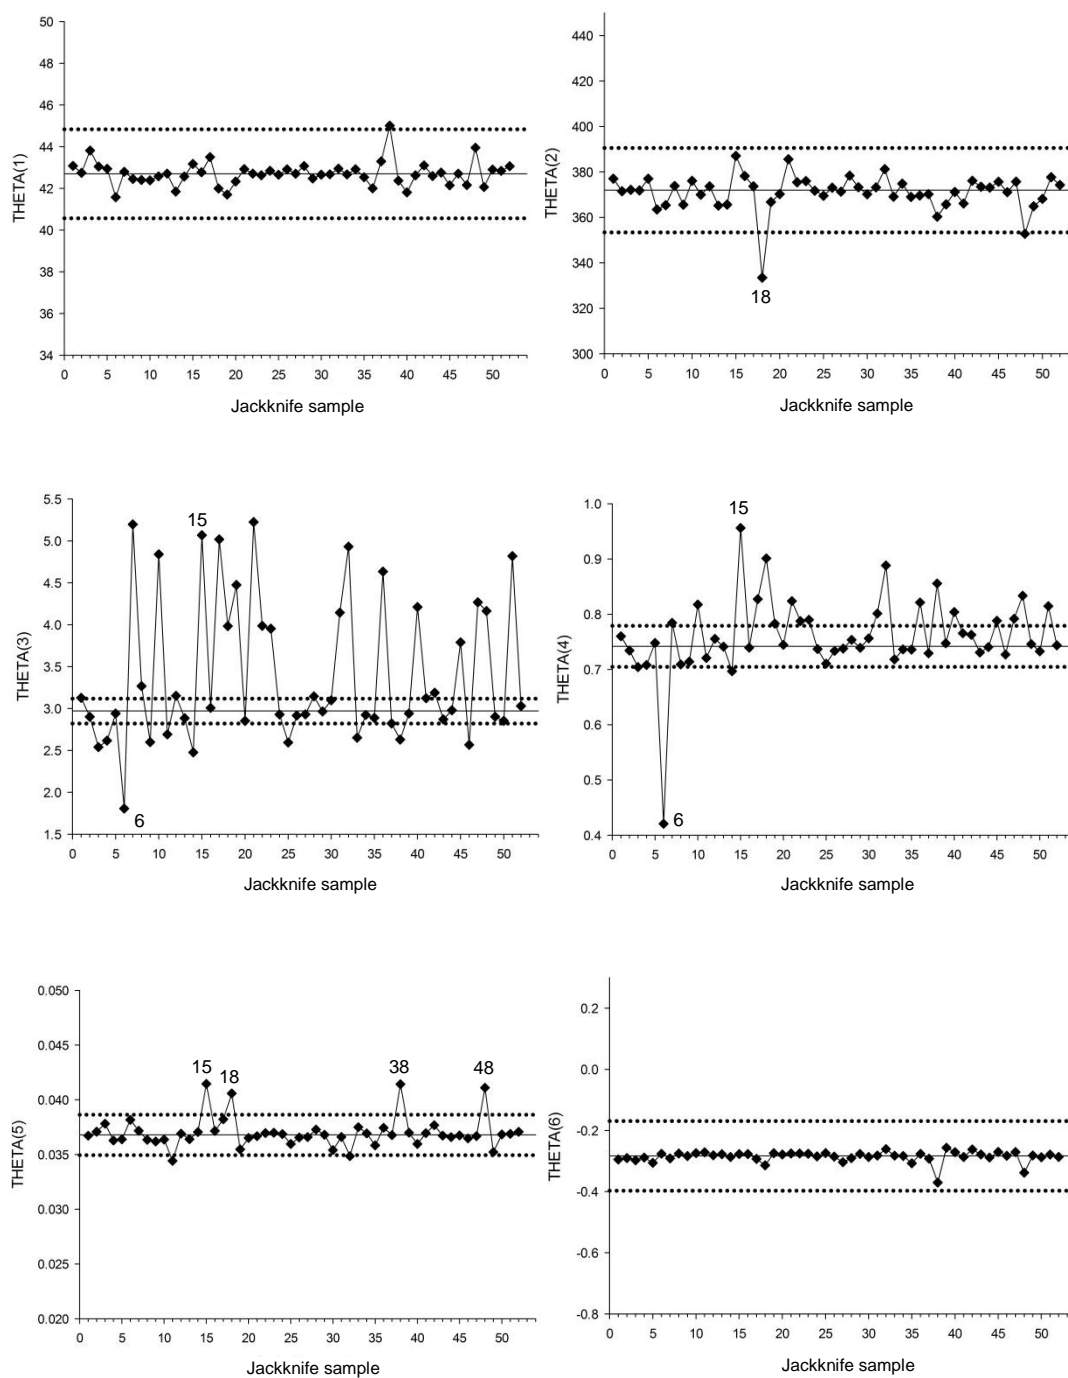 50
48
46
44
42
40
38
36
34
THETA(1)
0 5 10 15 20 25 30 35 40 45 50
Jackknife sample
440
420
400
380
360
340
320
300
THETA(2)
18
0 5 10 15 20 25 30 35 40 45 50
Jackknife sample
5.5
5.0
4.5
4.0
3.5
3.0
2.5
2.0
1.5
THETA(3)
15
6
0 5 10 15 20 25 30 35 40 45 50
Jackknife sample
1.0
0.9
0.8
0.7
0.6
0.5
0.4
THETA(4)
15
6
0 5 10 15 20 25 30 35 40 45 50
Jackknife sample
0.050
0.045
0.040
0.035
0.030
0.025
0.020
THETA(5)
15 18 38 48
0 5 10 15 20 25 30 35 40 45 50
Jackknife sample
0.2
0.0
-0.2
-0.4
-0.6
-0.8
THETA(6)
0 5 10 15 20 25 30 35 40 45 50
Jackknife sample